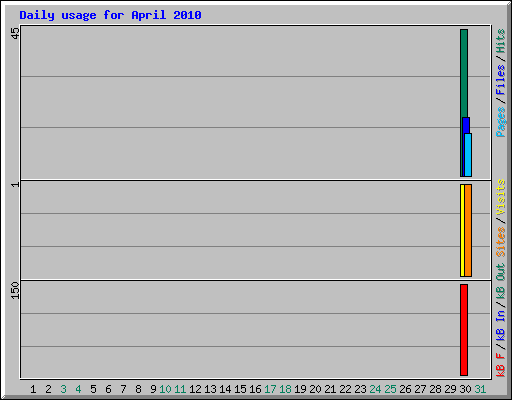 Daily usage for April 2010
45
1
150
Pages / Files / Hits
Sites / Visits
kB F / kB In / kB Out
1 2 3 4 5 6 7 8 9 10 11 12 13 14 15 16 17 18 19 20 21 22 23 24 25 26 27 28 29 30 31